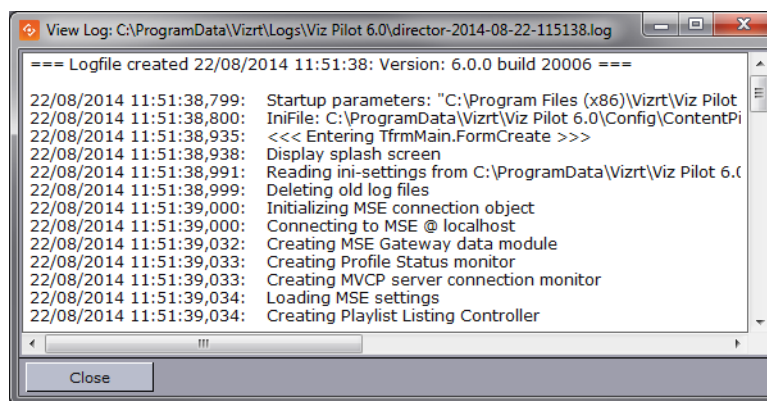 View Log: C:\ProgramData\Vizrt\Logs\Viz Pilot 6.0\director-2014-08-22-115138.log
=== Logfile created 22/08/2014 11:51:38: Version: 6.0.0 build 20006 ===
22/08/2014 11:51:38,799: Startup parameters: "C:\Program Files (x86)\Vizrt\Viz Pilot
22/08/2014 11:51:38,800: IniFile: C:\ProgramData\Vizrt\Viz Pilot 6.0\Config\ContentPi
22/08/2014 11:51:38,935: <<< Entering TfrmMain.FormCreate >>>
22/08/2014 11:51:38,938: Display splash screen
22/08/2014 11:51:38,991: Reading ini-settings from C:\ProgramData\Vizrt\Viz Pilot 6.(
22/08/2014 11:51:38,999: Deleting old log files
22/08/2014 11:51:39,000: Initializing MSE connection object
22/08/2014 11:51:39,000: Connecting to MSE @ localhost
22/08/2014 11:51:39,032: Creating MSE Gateway data module
22/08/2014 11:51:39,033: Creating Profile Status monitor
22/08/2014 11:51:39,033: Creating MVCP server connection monitor
22/08/2014 11:51:39,034: Loading MSE settings
22/08/2014 11:51:39,034: Creating Playlist Listing Controller
Close